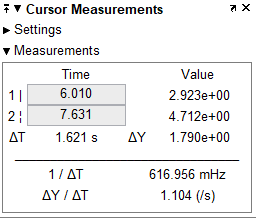 Cursor Measurements
Settings
Measurements
Time Value
1 | 6.010 2.923e+00
2 ¦ 7.631 4.712e+00
ΔT 1.621 s ΔY 1.790e+00
1 / ΔT 616.956 mHz
ΔY / ΔT 1.104 (/s)